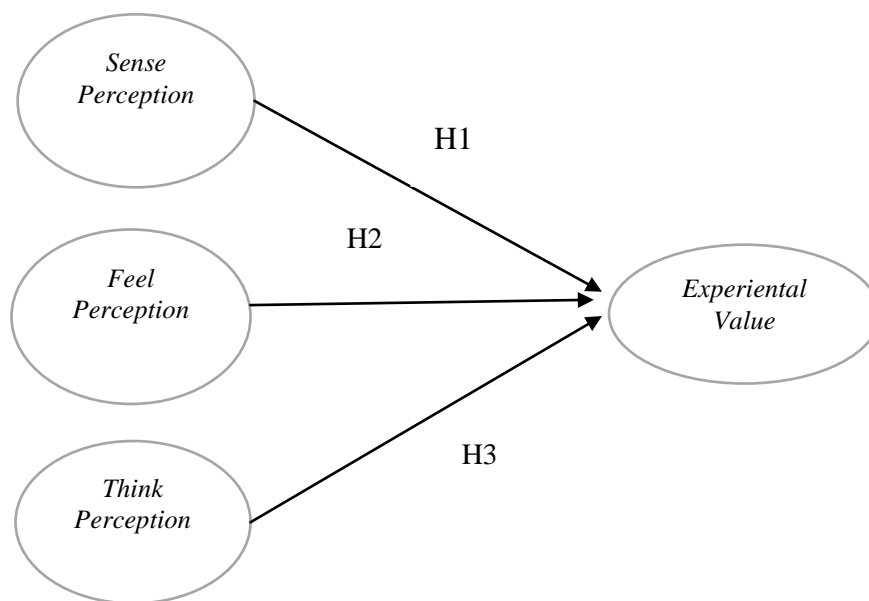 Sense
Perception
H1
H2
Feel
Perception
Experiental
Value
H3
Think
Perception